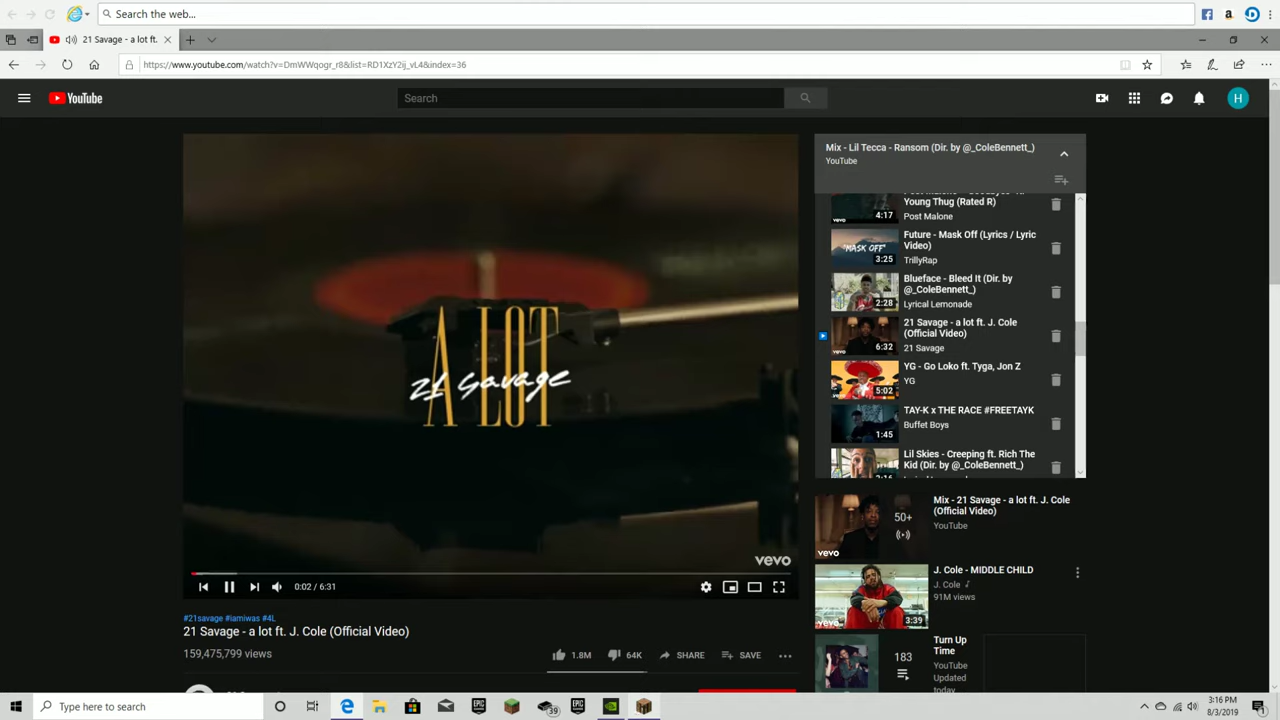 Search the web...
21 Savage - a lot ft.
https://www.youtube.com/watch?v=DmWWqogr_r8&list=RD1XzY2ij_vL4&index=36
YouTube
Search
H
A LOT
21 savage
vevo
0:02 / 6:31
#21savage #iamiwas #4L
21 Savage - a lot ft. J. Cole (Official Video)
159,475,799 views
1.8M
64K
SHARE
SAVE
Mix - Lil Tecca - Ransom (Dir. by @_ColeBennett_)
YouTube
Young Thug (Rated R)
Post Malone
vevo
4:17
Future - Mask Off (Lyrics / Lyric
Video)
TrillyRap
"MASK OFF"
3:25
Blueface - Bleed It (Dir. by
@_ColeBennett_)
Lyrical Lemonade
2:28
21 Savage - a lot ft. J. Cole
(Official Video)
21 Savage
vevo
6:32
YG - Go Loko ft. Tyga, Jon Z
YG
vevo
5:02
TAY-K x THE RACE #FREETAYK
Buffet Boys
1:45
Lil Skies - Creeping ft. Rich The
Kid (Dir. by @_ColeBennett_)
Mix - 21 Savage - a lot ft. J. Cole
(Official Video)
YouTube
50+
vevo
J. Cole - MIDDLE CHILD
J. Cole
91M views
vevo
3:39
Turn Up
Time
YouTube
Updated
today
183
Type here to search
39
EPIC
EPIC
3:16 PM
8/3/2019
1